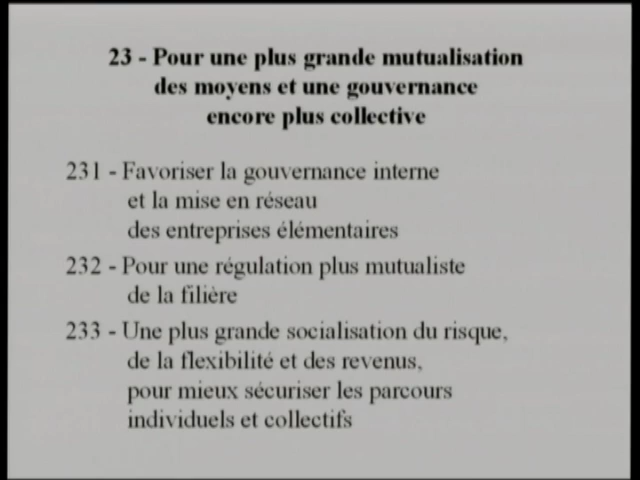 23 - Pour une plus grande mutualisation
des moyens et une gouvernance
encore plus collective
231 - Favoriser la gouvernance interne
et la mise en réseau
des entreprises élémentaires
232 - Pour une régulation plus mutualiste
de la filière
233 - Une plus grande socialisation du risque,
de la flexibilité et des revenus,
pour mieux sécuriser les parcours
individuels et collectifs